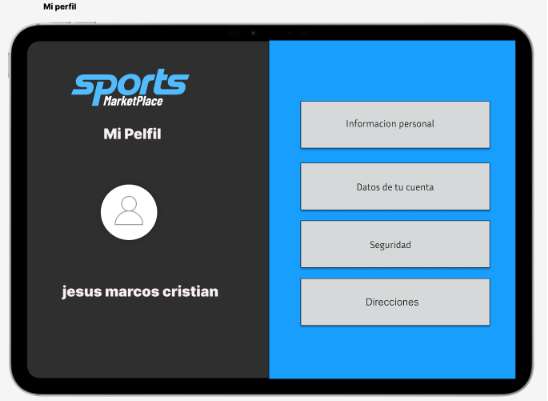 Mi perfil
sports
MarketPlace
Mi Pelfil
jesus marcos cristian
Informacion personal
Datos de tu cuenta
Seguridad
Direcciones